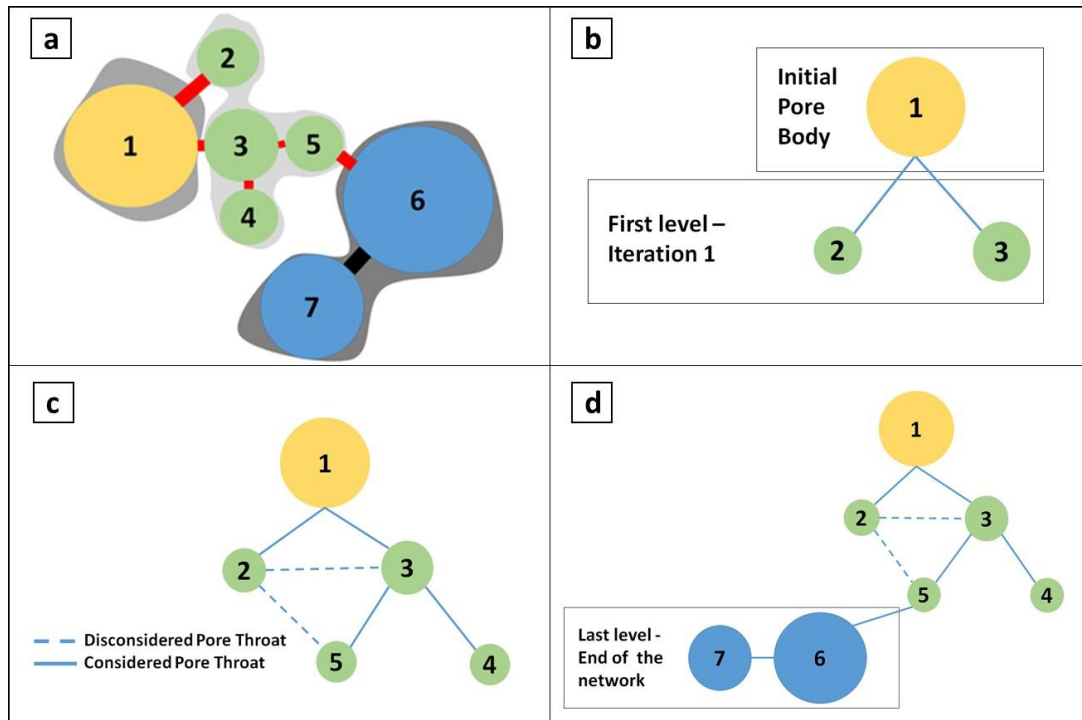 a
2
1
3
5
4
6
7
b
Initial
Pore
Body
1
First level –
Iteration 1
2
3
c
1
2
3
5
4
Disconsidered Pore Throat
Considered Pore Throat
d
1
2
3
5
4
Last level -
End of the
network
7
6